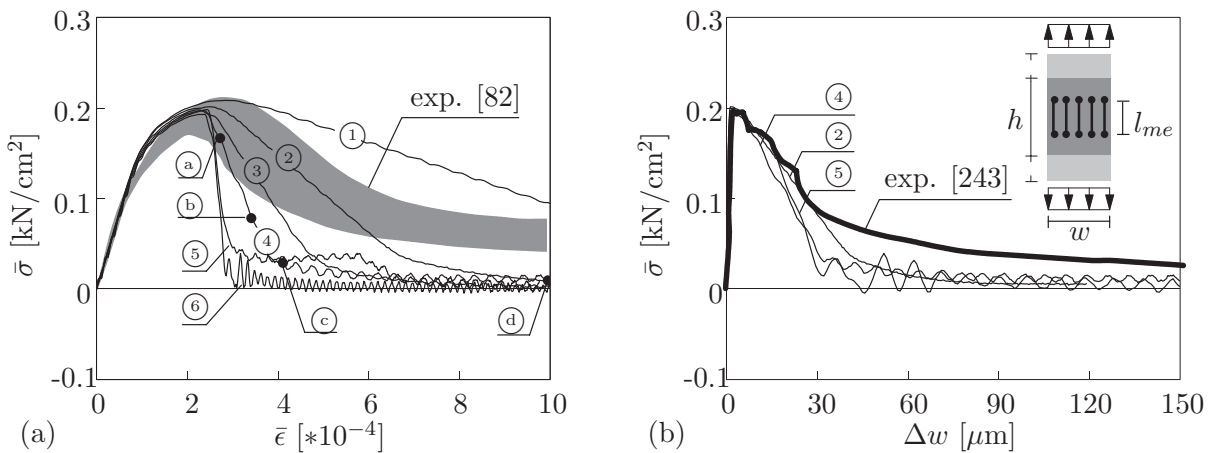 0.3
0.2
0.1
0
-0.1
σ̄ [kN/cm²]
exp. [82]
1
2
3
4
5
6
a
b
c
d
0 2 4 6 8 10
(a)
ϵ̄ [∗10⁻⁴]
0.3
0.2
0.1
0
-0.1
σ̄ [kN/cm²]
4
2
5
exp. [243]
h
l_me
w
0 30 60 90 120 150
(b)
Δw [μm]